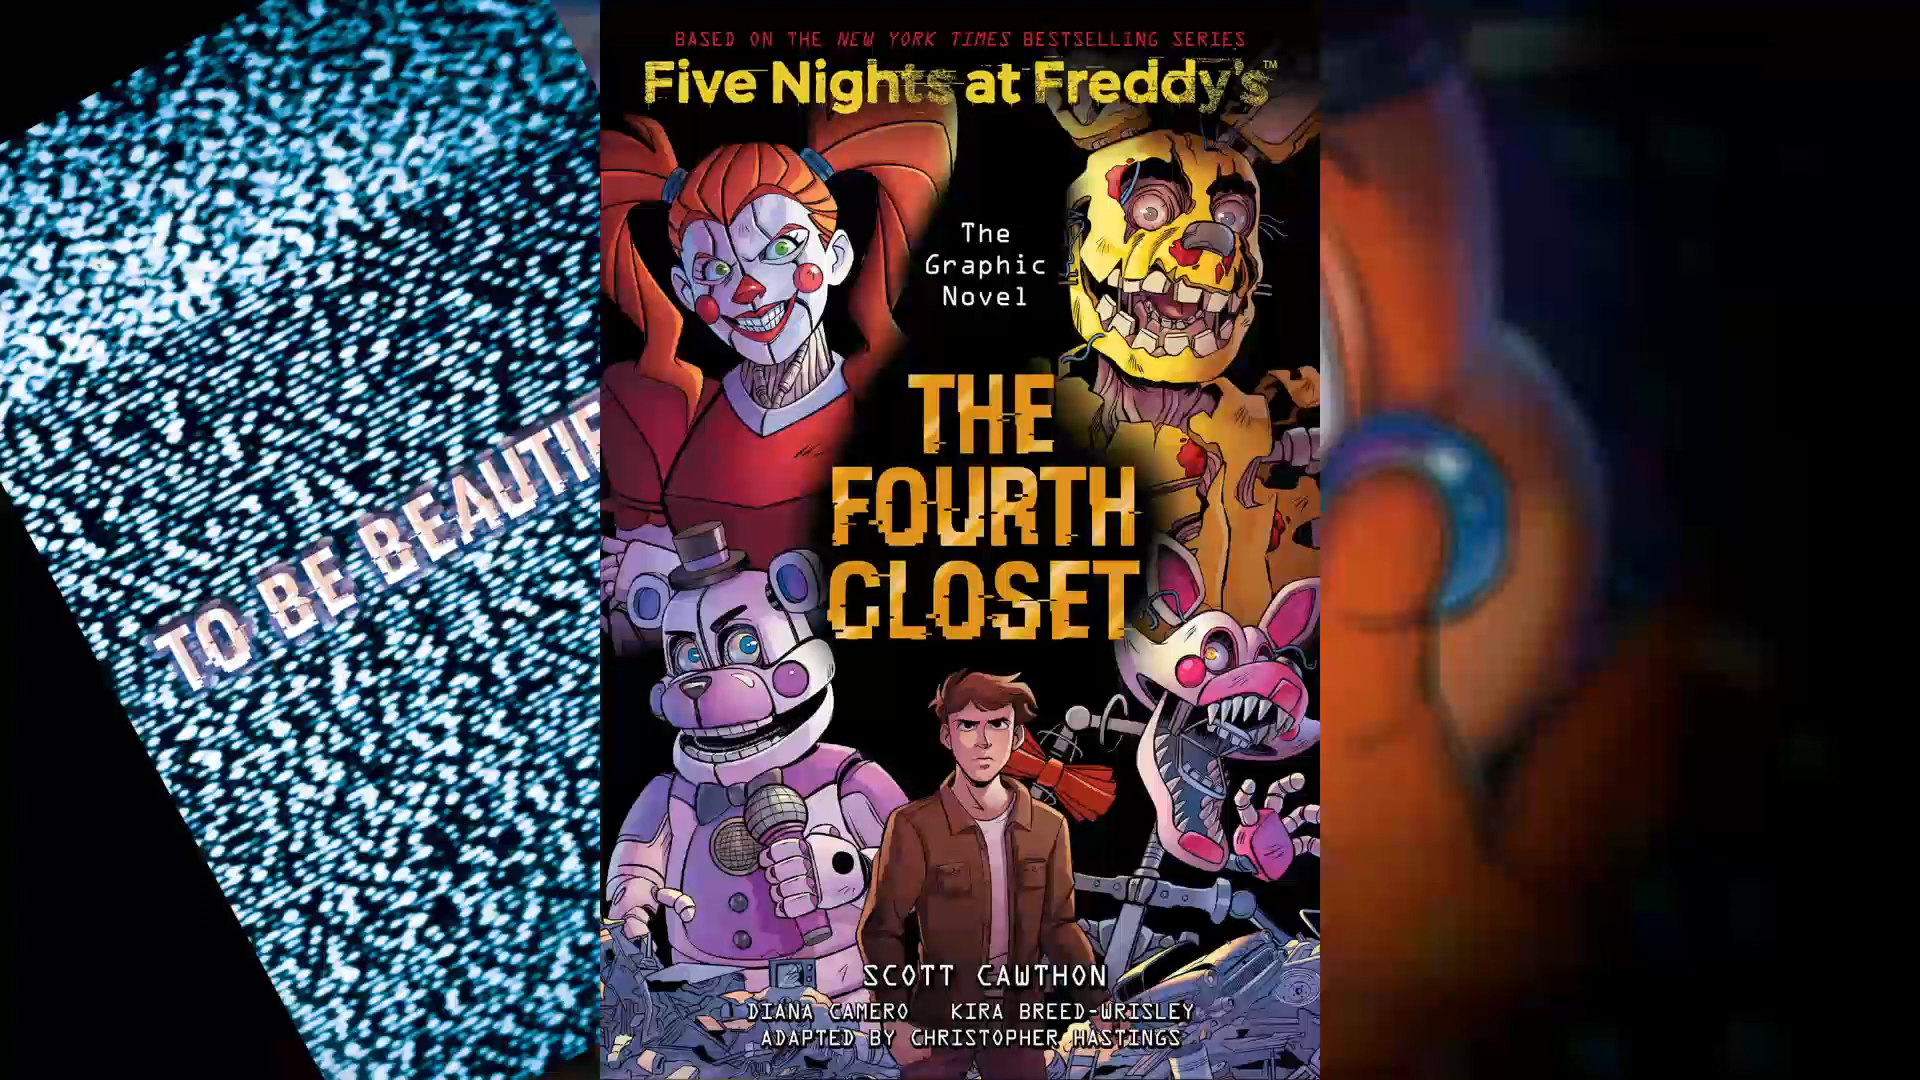 BASED ON THE NEW YORK TIMES BESTSELLING SERIES
Five Nights at Freddy's™
The
Graphic
Novel
THE
FOURTH
CLOSET
SCOTT CAWTHON
DIANA CAMERO KIRA BREED-WRISLEY
ADAPTED BY CHRISTOPHER HASTINGS
TO BE